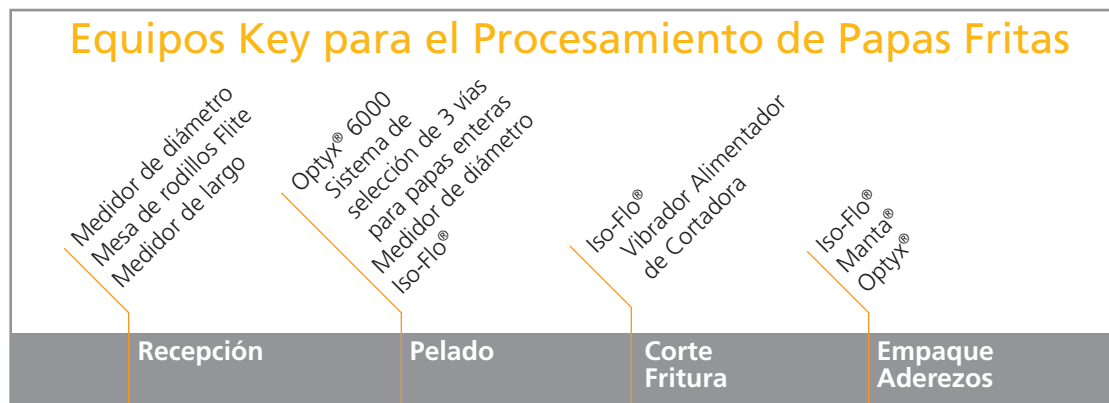 Equipos Key para el Procesamiento de Papas Fritas
Medidor de diámetro
Mesa de rodillos Flite
Medidor de largo
Optyx® 6000
Sistema de
selección de 3 vías
para papas enteras
Medidor de diámetro
Iso-Flo®
Iso-Flo®
Vibrador Alimentador
de Cortadora
Iso-Flo®
Manta®
Optyx®
Recepción
Pelado
Corte
Fritura
Empaque
Aderezos